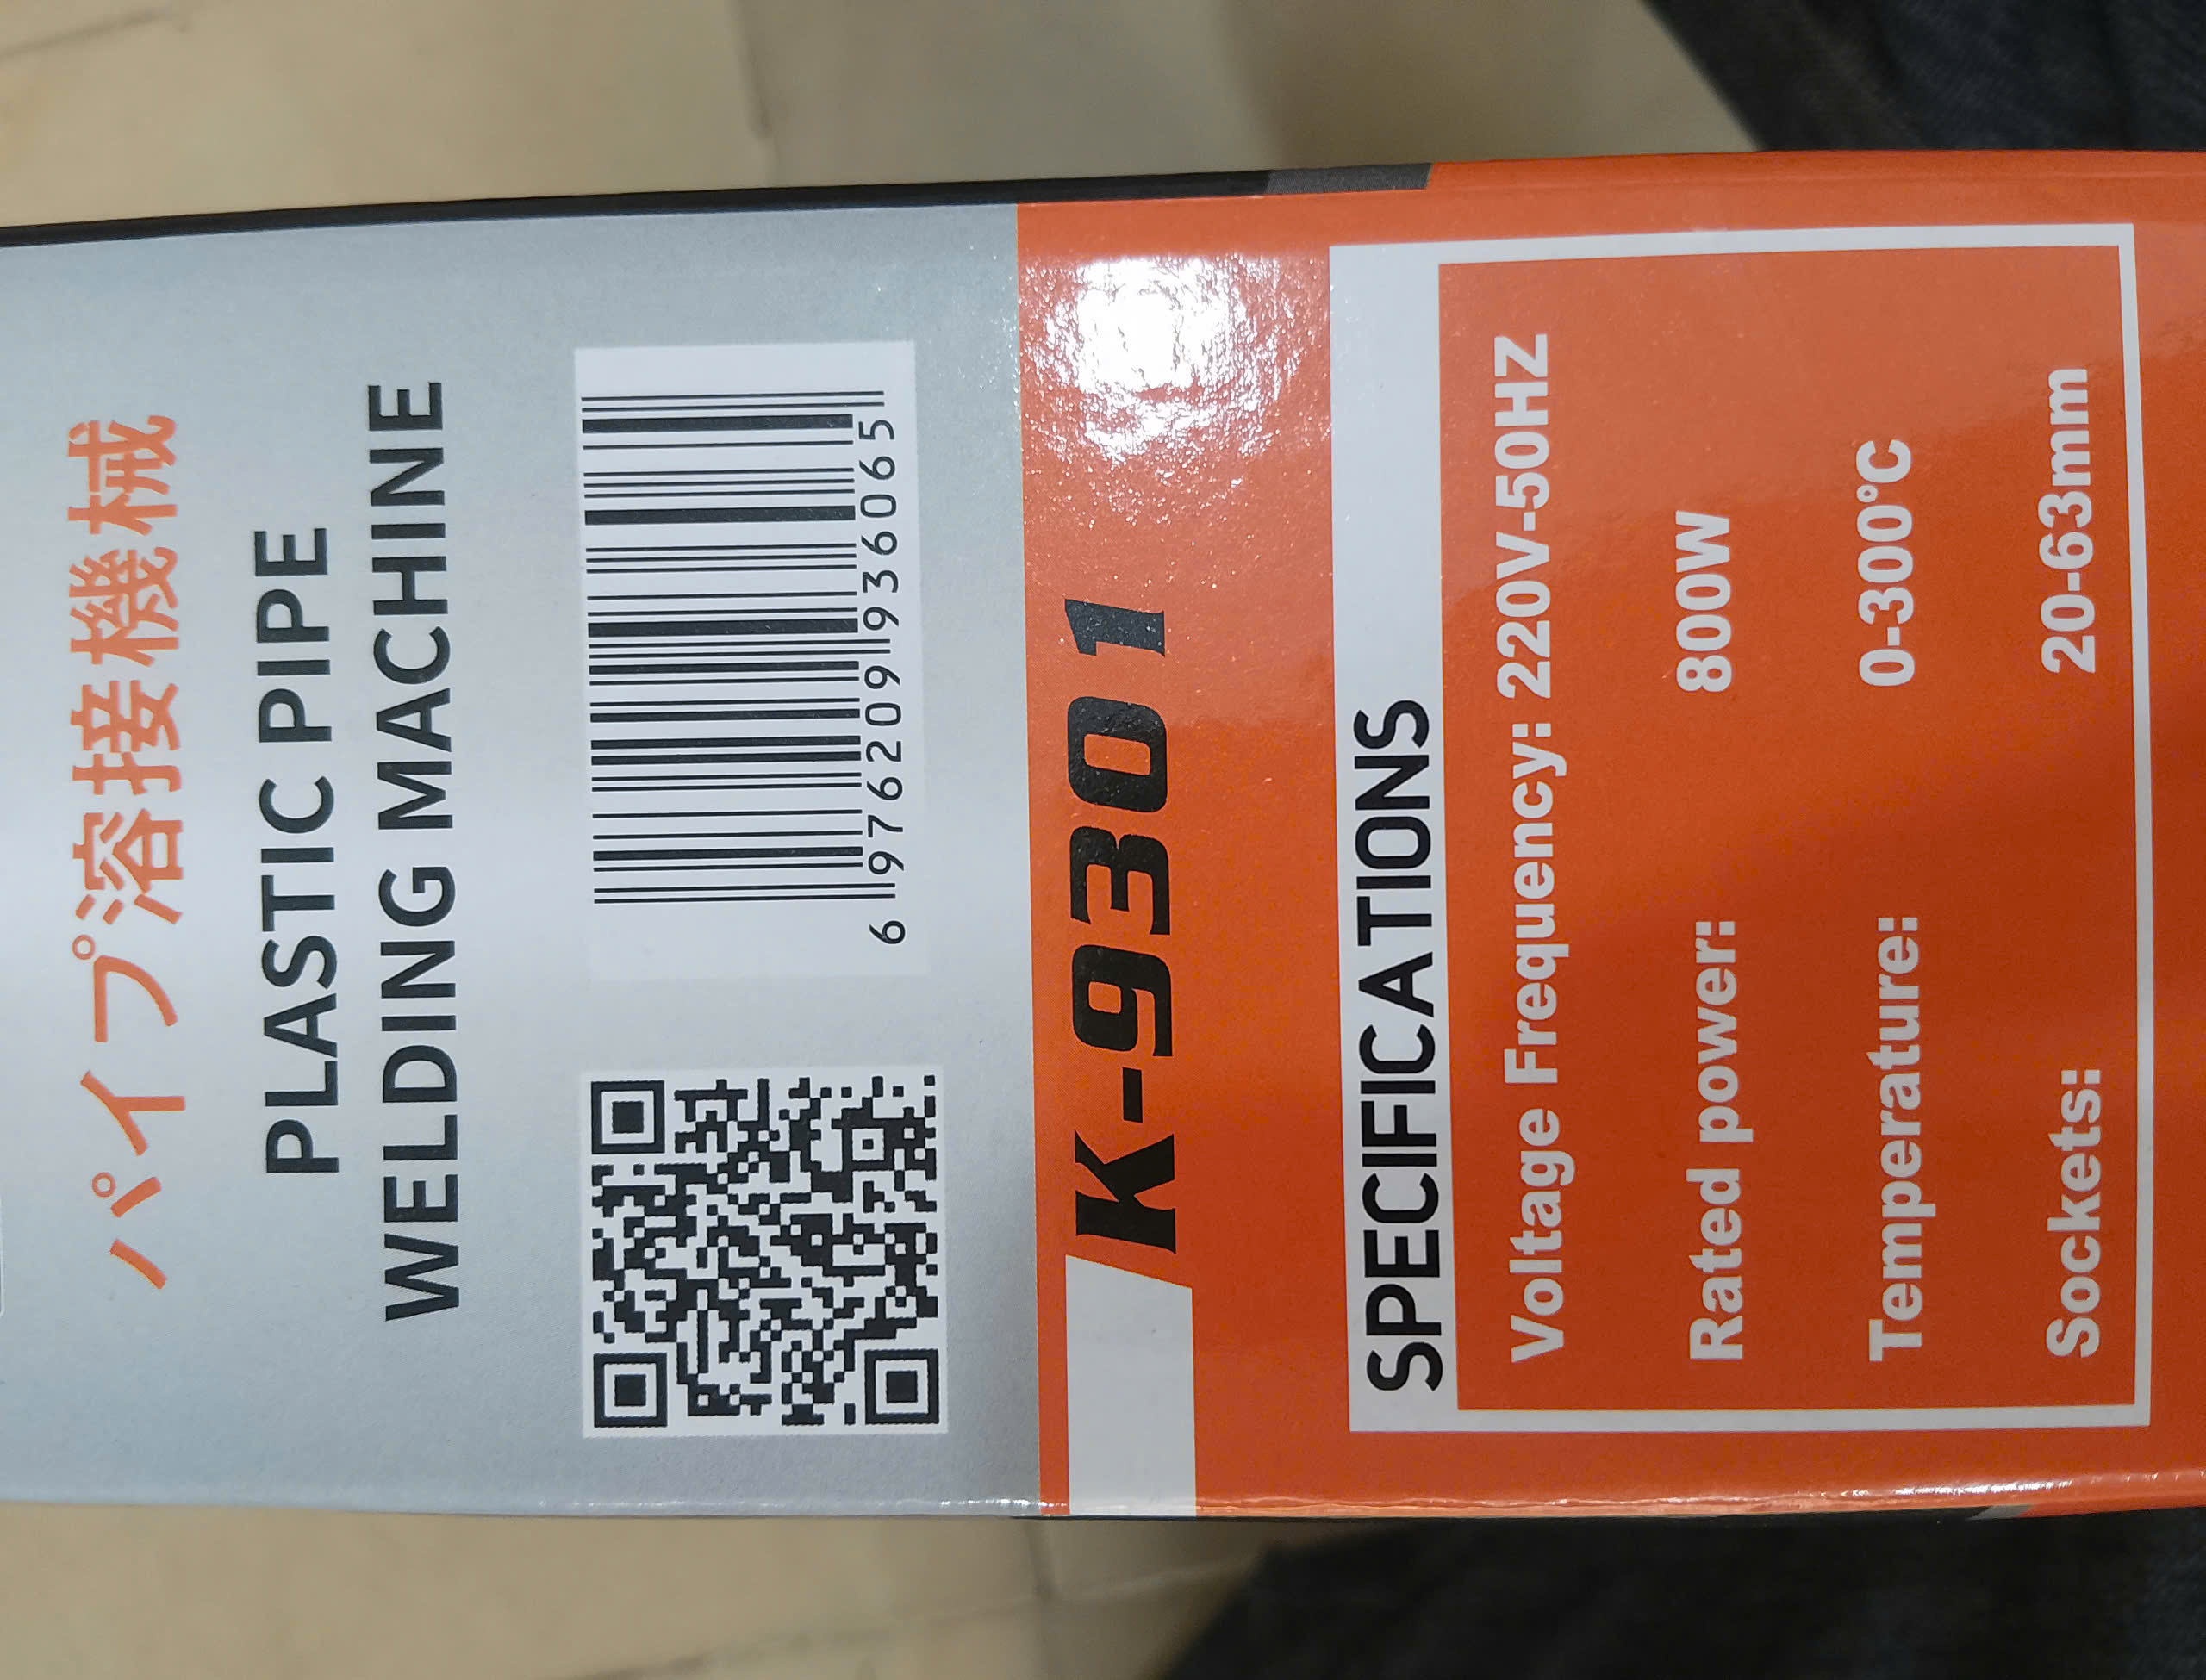 パイプ溶接機械
PLASTIC PIPE
WELDING MACHINE
6 976209 936065
K-9301
SPECIFICATIONS
Voltage Frequency: 220V-50HZ
Rated power: 800W
Temperature: 0-300°C
Sockets: 20-63mm